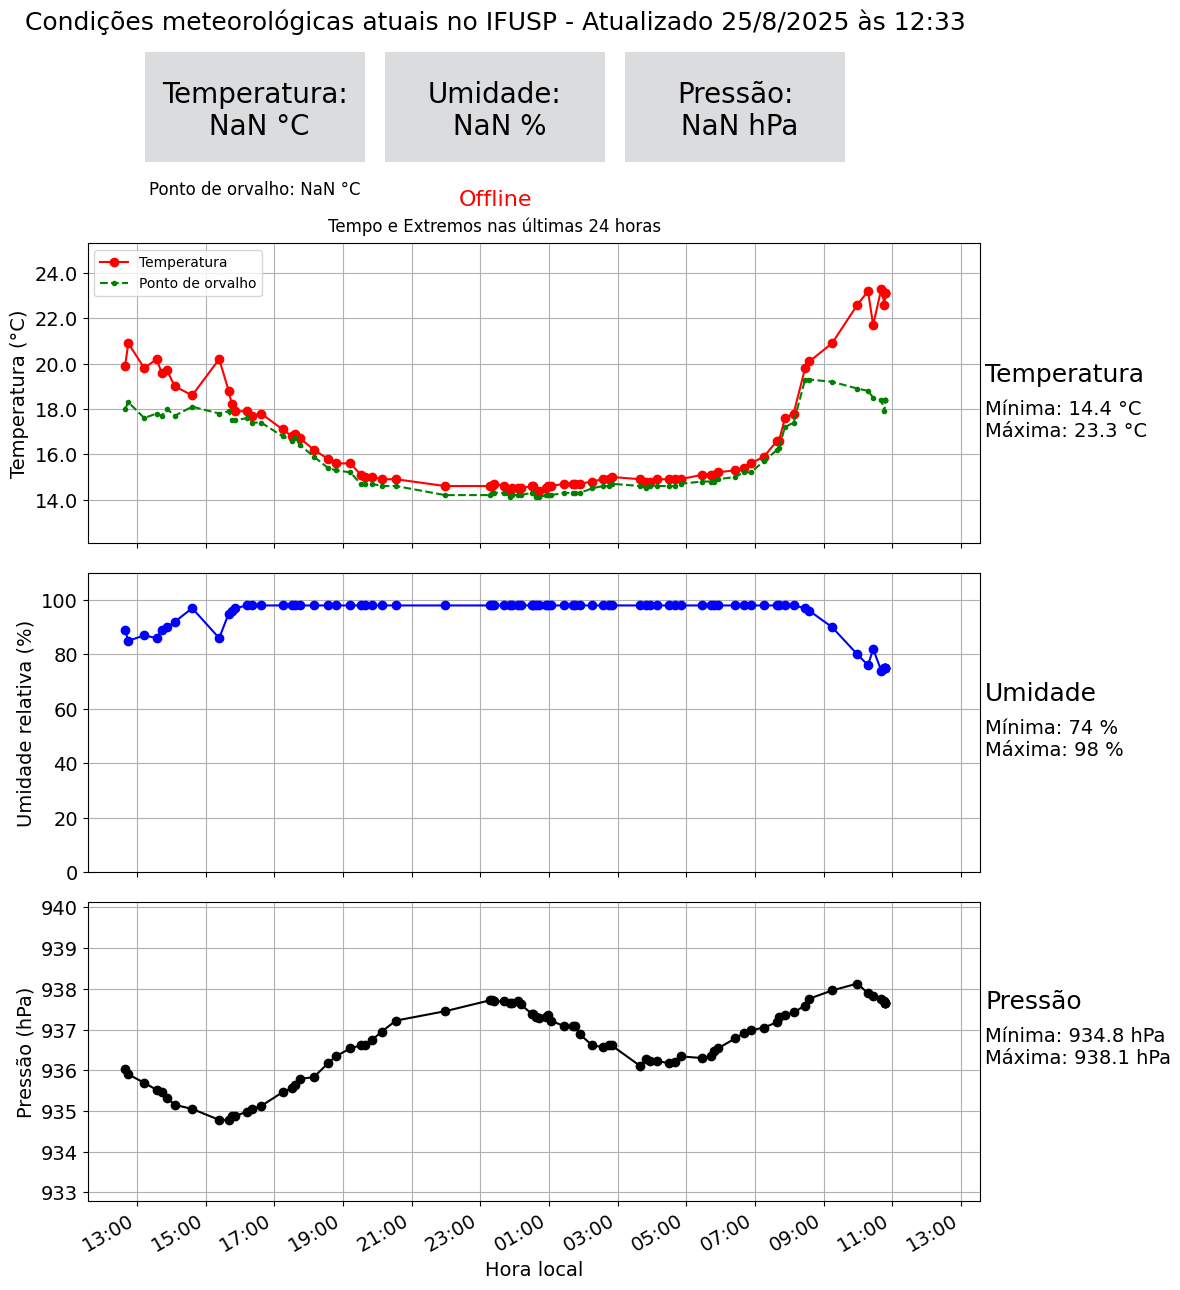 Condições meteorológicas atuais no IFUSP - Atualizado 25/8/2025 às 12:33
Temperatura:
NaN °C
Umidade:
NaN %
Pressão:
NaN hPa
Ponto de orvalho: NaN °C
Offline
Tempo e Extremos nas últimas 24 horas
Temperatura
Ponto de orvalho
Temperatura (°C)
24.0
22.0
20.0
18.0
16.0
14.0
Temperatura
Mínima: 14.4 °C
Máxima: 23.3 °C
Umidade relativa (%)
100
80
60
40
20
0
Umidade
Mínima: 74 %
Máxima: 98 %
Pressão (hPa)
940
939
938
937
936
935
934
933
Pressão
Mínima: 934.8 hPa
Máxima: 938.1 hPa
13:00 15:00 17:00 19:00 21:00 23:00 01:00 03:00 05:00 07:00 09:00 11:00 13:00
Hora local